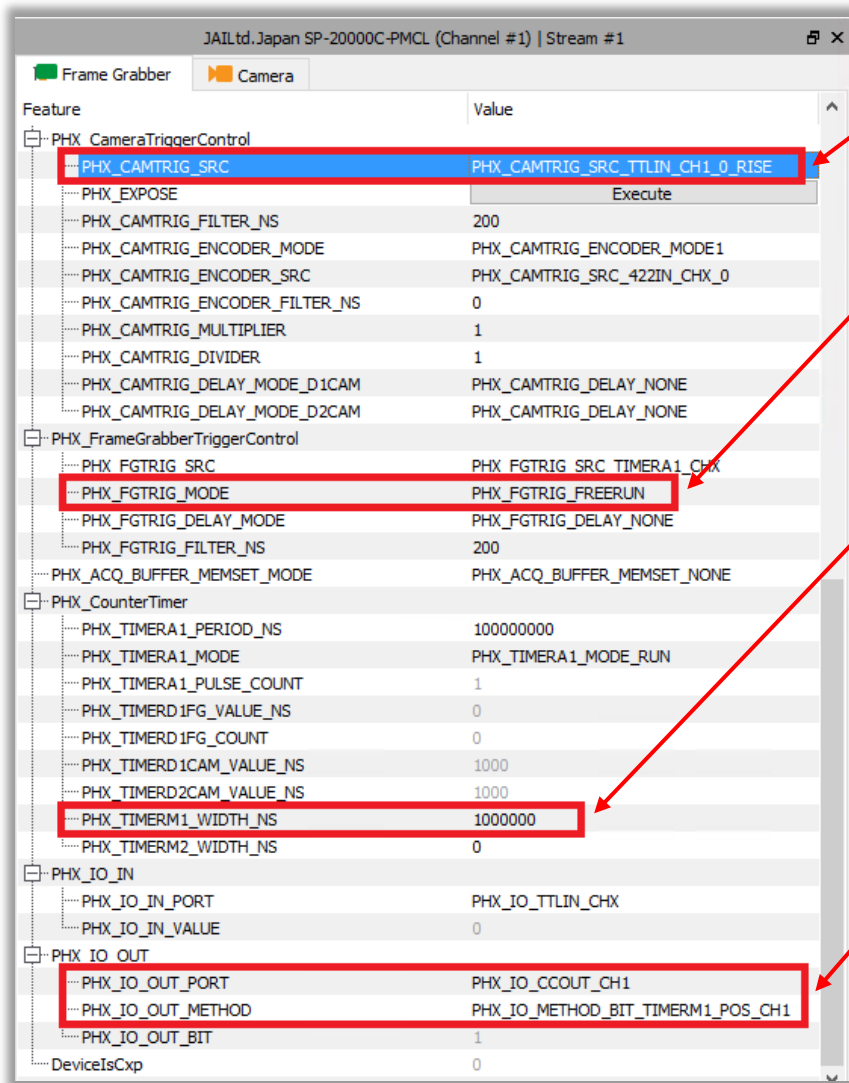 JAILtd.Japan SP-20000C-PMCL (Channel #1) | Stream #1
Frame Grabber Camera
Feature Value
PHX_CameraTriggerControl
PHX_CAMTRIG_SRC PHX_CAMTRIG_SRC_TTLIN_CH1_0_RISE
PHX_EXPOSE Execute
PHX_CAMTRIG_FILTER_NS 200
PHX_CAMTRIG_ENCODER_MODE PHX_CAMTRIG_ENCODER_MODE1
PHX_CAMTRIG_ENCODER_SRC PHX_CAMTRIG_SRC_422IN_CHX_0
PHX_CAMTRIG_ENCODER_FILTER_NS 0
PHX_CAMTRIG_MULTIPLIER 1
PHX_CAMTRIG_DIVIDER 1
PHX_CAMTRIG_DELAY_MODE_D1CAM PHX_CAMTRIG_DELAY_NONE
PHX_CAMTRIG_DELAY_MODE_D2CAM PHX_CAMTRIG_DELAY_NONE
PHX_FrameGrabberTriggerControl
PHX_FGTRIG_SRC PHX_FGTRIG_SRC_TIMERA1_CHX
PHX_FGTRIG_MODE PHX_FGTRIG_FREERUN
PHX_FGTRIG_DELAY_MODE PHX_FGTRIG_DELAY_NONE
PHX_FGTRIG_FILTER_NS 200
PHX_ACQ_BUFFER_MEMSET_MODE PHX_ACQ_BUFFER_MEMSET_NONE
PHX_CounterTimer
PHX_TIMERA1_PERIOD_NS 100000000
PHX_TIMERA1_MODE PHX_TIMERA1_MODE_RUN
PHX_TIMERA1_PULSE_COUNT 1
PHX_TIMERD1FG_VALUE_NS 0
PHX_TIMERD1FG_COUNT 0
PHX_TIMERD1CAM_VALUE_NS 1000
PHX_TIMERD2CAM_VALUE_NS 1000
PHX_TIMERM1_WIDTH_NS 1000000
PHX_TIMERM2_WIDTH_NS 0
PHX_IO_IN
PHX_IO_IN_PORT PHX_IO_TTLIN_CHX
PHX_IO_IN_VALUE 0
PHX_IO_OUT
PHX_IO_OUT_PORT PHX_IO_CCOUT_CH1
PHX_IO_OUT_METHOD PHX_IO_METHOD_BIT_TIMERM1_POS_CH1
PHX_IO_OUT_BIT 1
DeviceIsCxp 0